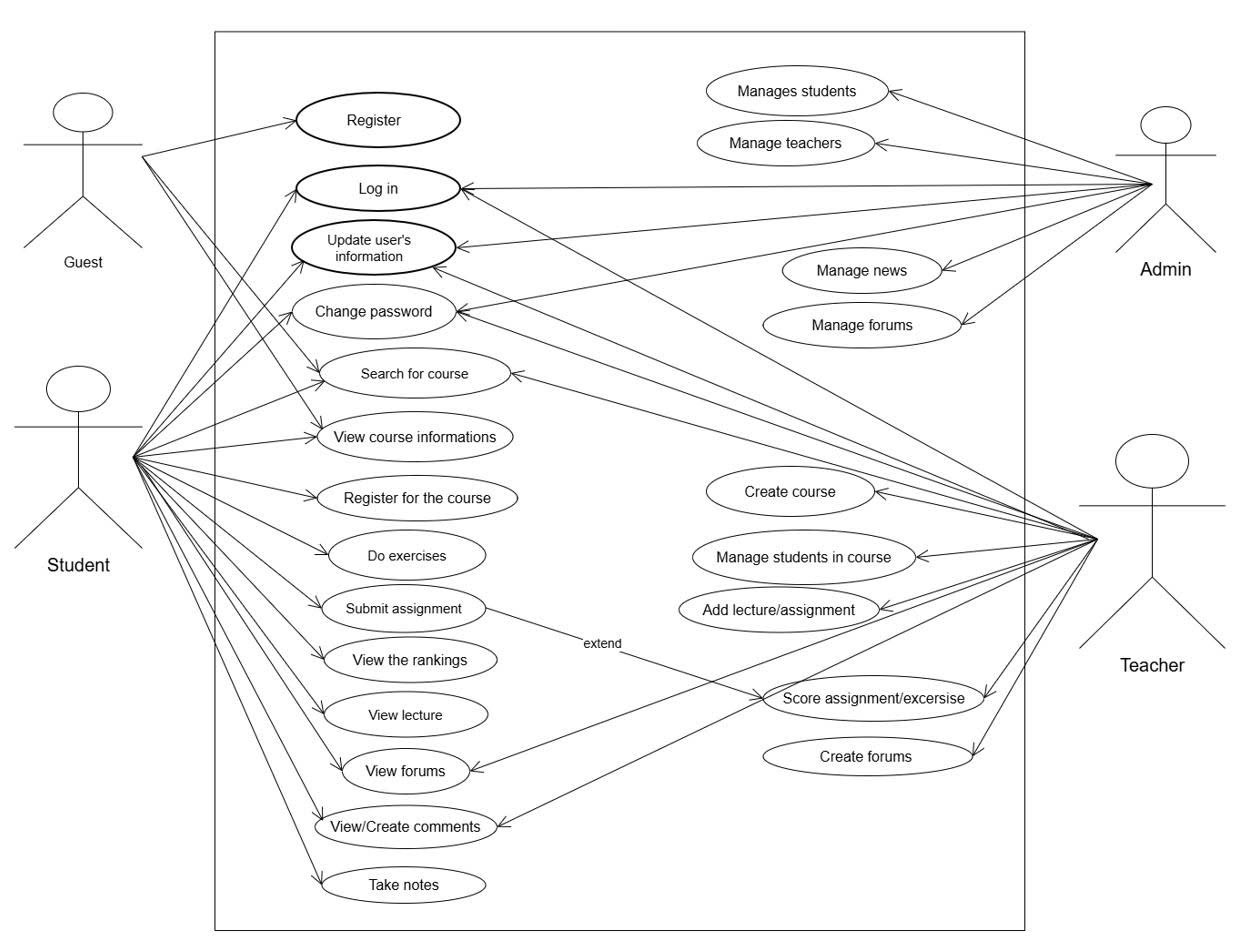 Manages students
Register
Manage teachers
Log in
Update user's
information
Guest
Manage news
Admin
Change password
Manage forums
Search for course
View course informations
Create course
Register for the course
Do exercises
Manage students in course
Student
Submit assignment
Add lecture/assignment
extend
View the rankings
Teacher
Score assignment/excersise
View lecture
Create forums
View forums
View/Create comments
Take notes